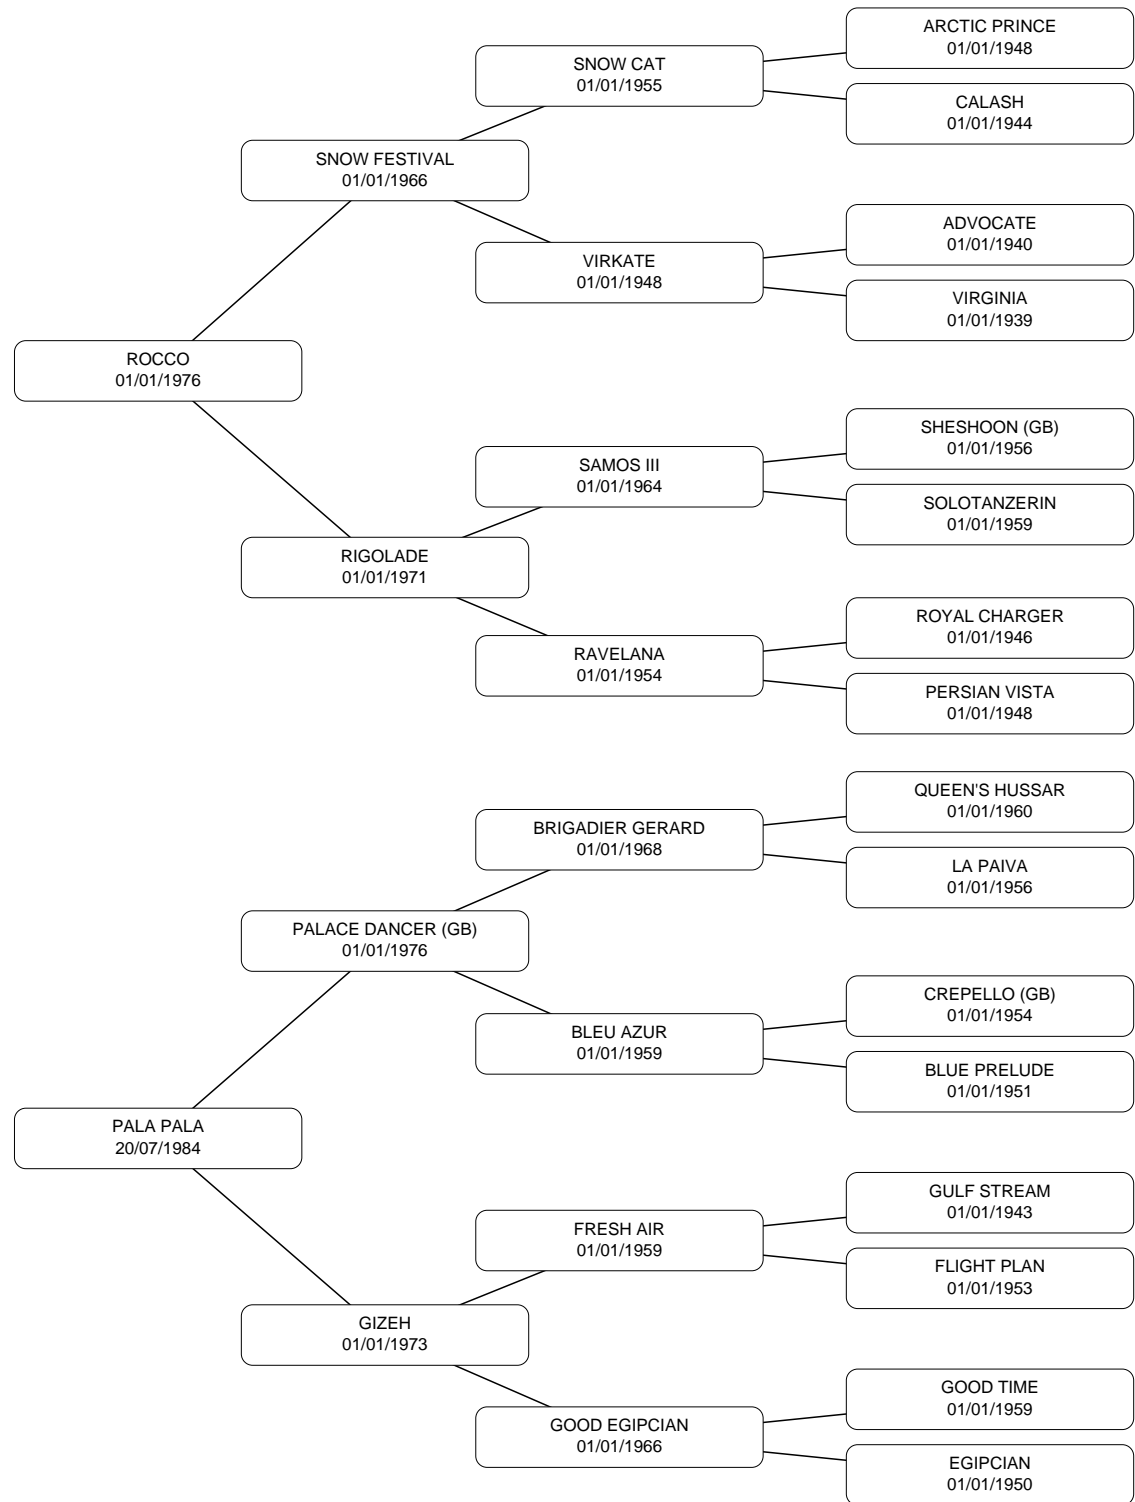 ARCTIC PRINCE
01/01/1948
SNOW CAT
01/01/1955
CALASH
01/01/1944
SNOW FESTIVAL
01/01/1966
ADVOCATE
01/01/1940
VIRKATE
01/01/1948
VIRGINIA
01/01/1939
ROCCO
01/01/1976
SHESHOON (GB)
01/01/1956
SAMOS III
01/01/1964
SOLOTANZERIN
01/01/1959
RIGOLADE
01/01/1971
ROYAL CHARGER
01/01/1946
RAVELANA
01/01/1954
PERSIAN VISTA
01/01/1948
QUEEN'S HUSSAR
01/01/1960
BRIGADIER GERARD
01/01/1968
LA PAIVA
01/01/1956
PALACE DANCER (GB)
01/01/1976
CREPELLO (GB)
01/01/1954
BLEU AZUR
01/01/1959
BLUE PRELUDE
01/01/1951
PALA PALA
20/07/1984
GULF STREAM
01/01/1943
FRESH AIR
01/01/1959
FLIGHT PLAN
01/01/1953
GIZEH
01/01/1973
GOOD TIME
01/01/1959
GOOD EGIPCIAN
01/01/1966
EGIPCIAN
01/01/1950